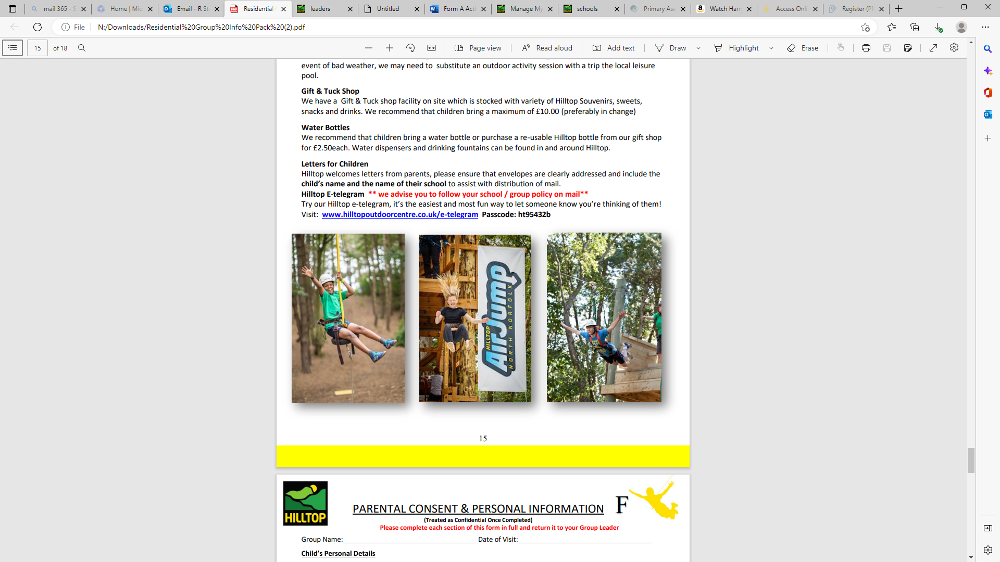 mail 365 - S
Home | Mic
Email - R Sta
Residential
leaders
Untitled
Form A Acti
Manage My
schools
Primary Ass
Watch Harr
Access Onli
Register (PM
File
N:/Downloads/Residential%20Group%20Info%20Pack%20(2).pdf
15 of 18
Page view
Read aloud
Add text
Draw
Highlight
Erase
event of bad weather, we may need to  substitute an outdoor activity session with a trip the local leisure
pool.
Gift & Tuck Shop
We have a  Gift & Tuck shop facility on site which is stocked with variety of Hilltop Souvenirs, sweets,
snacks and drinks. We recommend that children bring a maximum of £10.00 (preferably in change)
Water Bottles
We recommend that children bring a water bottle or purchase a re-usable Hilltop bottle from our gift shop
for £2.50each. Water dispensers and drinking fountains can be found in and around Hilltop.
Letters for Children
Hilltop welcomes letters from parents, please ensure that envelopes are clearly addressed and include the
child's name and the name of their school to assist with distribution of mail.
Hilltop E-telegram  ** we advise you to follow your school / group policy on mail**
Try our Hilltop e-telegram, it's the easiest and most fun way to let someone know you're thinking of them!
Visit:  www.hilltopoutdoorcentre.co.uk/e-telegram  Passcode: ht95432b
HILLTOP
AirJump
NORTH NORFOLK
15
HILLTOP
PARENTAL CONSENT & PERSONAL INFORMATION
F
(Treated as Confidential Once Completed)
Please complete each section of this form in full and return it to your Group Leader
Group Name: Date of Visit:
Child's Personal Details